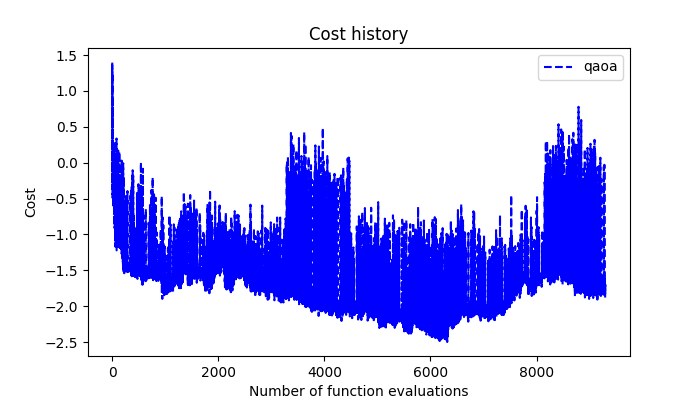 Cost history
qaoa
1.5
1.0
0.5
0.0
−0.5
−1.0
−1.5
−2.0
−2.5
Cost
0 2000 4000 6000 8000
Number of function evaluations